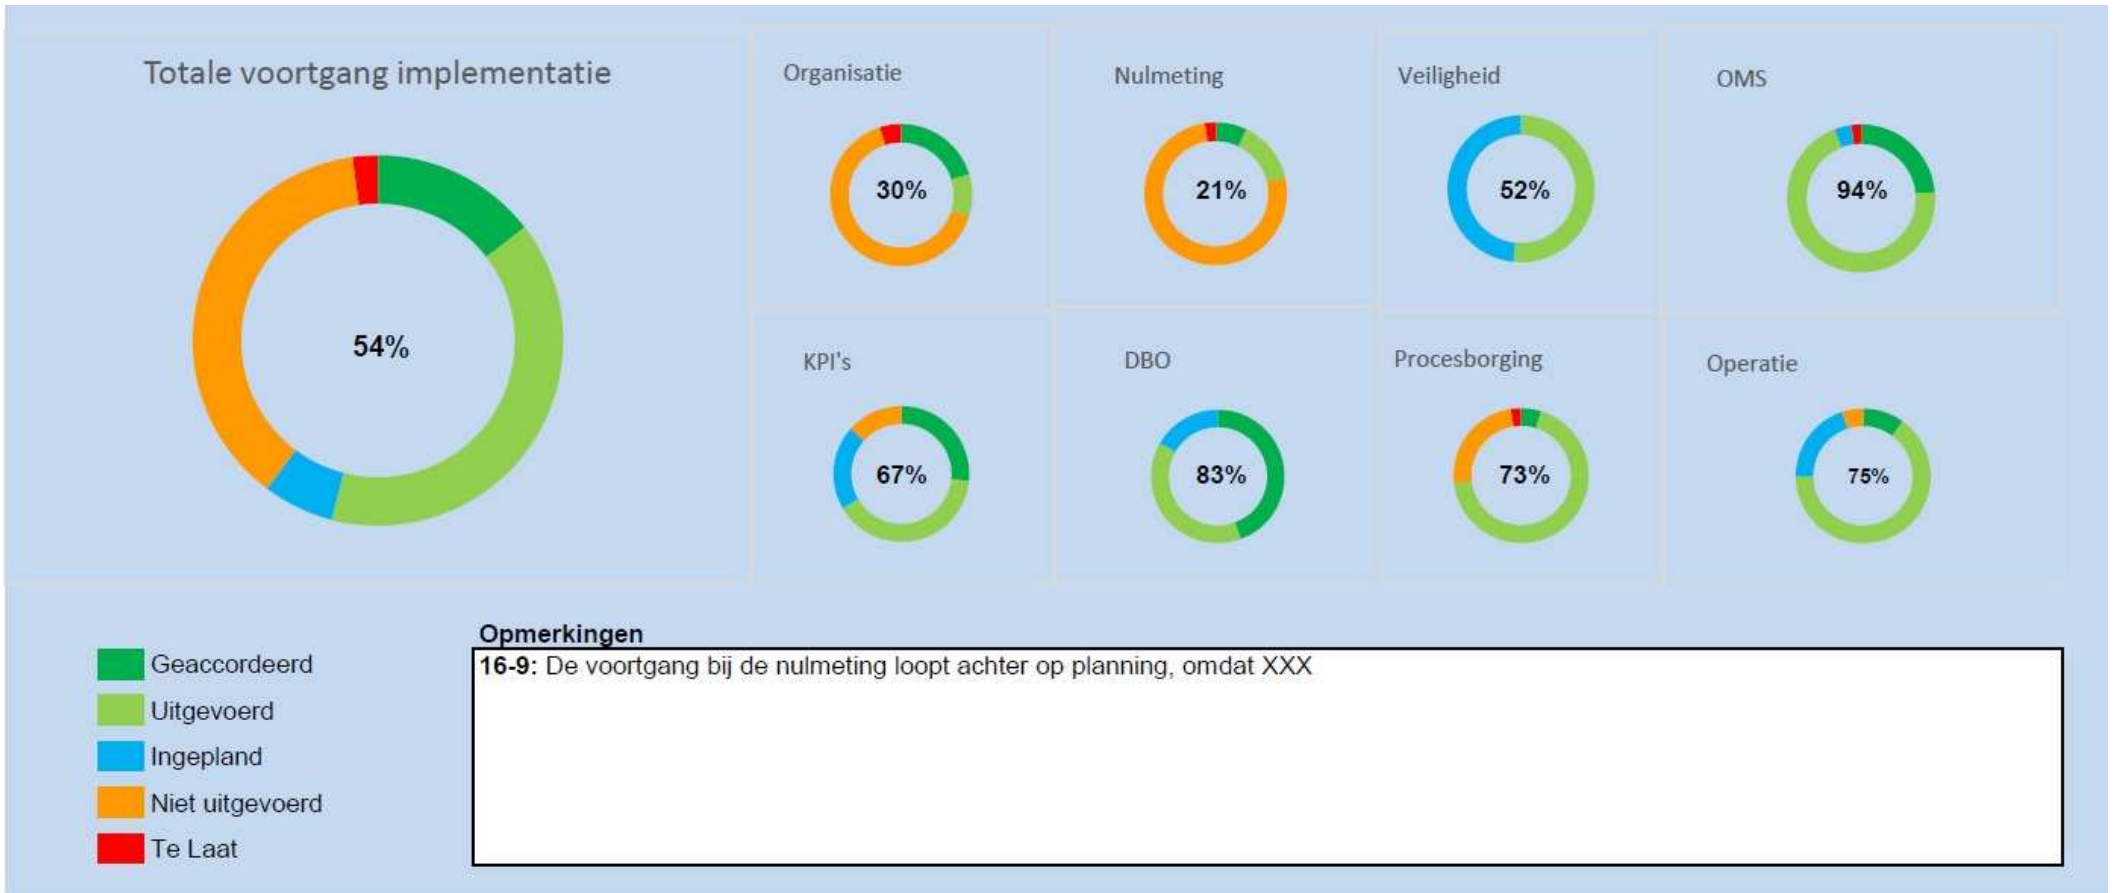 Totale voortgang implementatie
54%
Organisatie
30%
Nulmeting
21%
Veiligheid
52%
OMS
94%
KPI's
67%
DBO
83%
Procesborging
73%
Operatie
75%
Geaccordeerd
Uitgevoerd
Ingepland
Niet uitgevoerd
Te Laat
Opmerkingen
16-9: De voortgang bij de nulmeting loopt achter op planning, omdat XXX